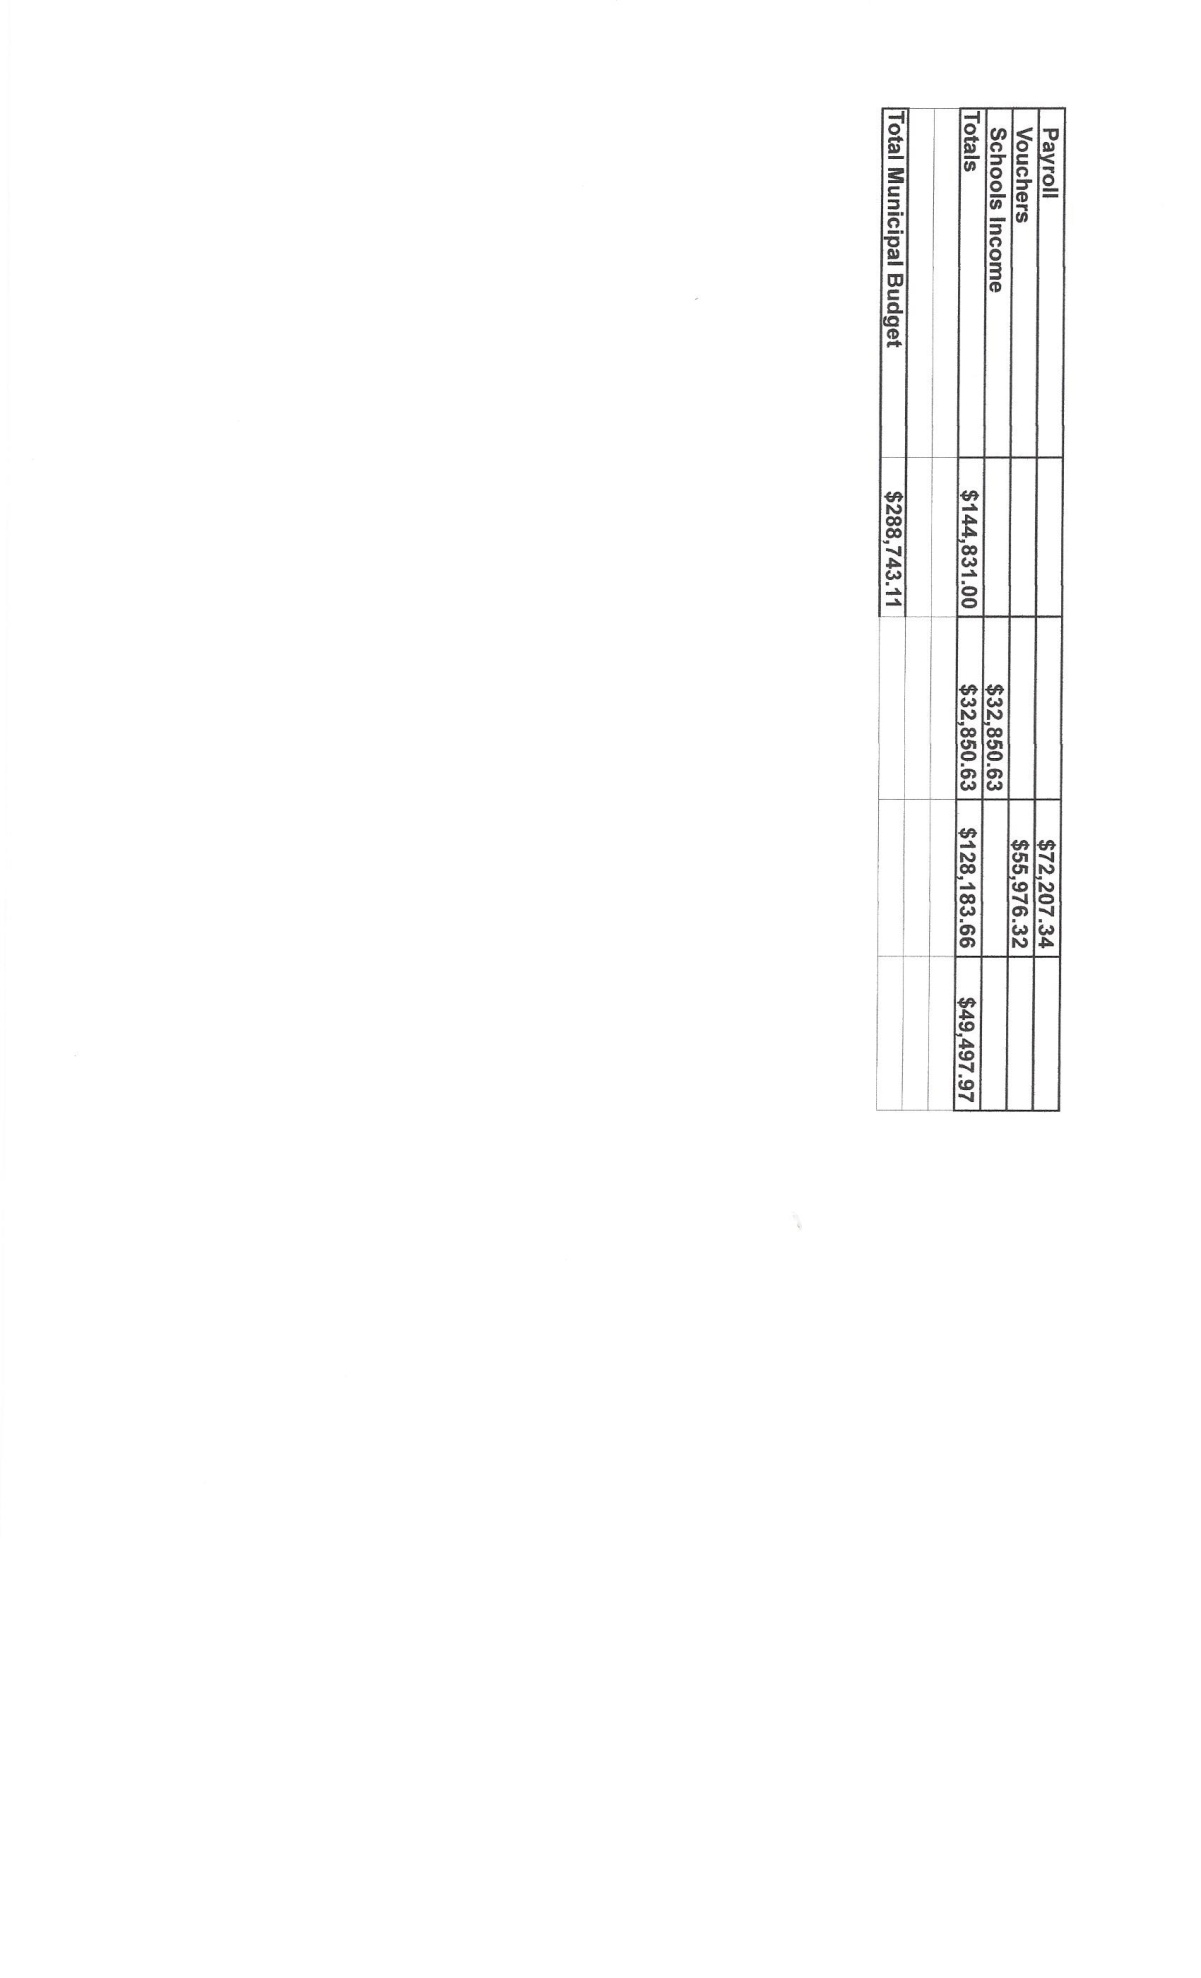 Payroll $72,207.34
Vouchers $55,976.32
Schools Income $32,850.63
Totals $144,831.00 $32,850.63 $128,183.66 $49,497.97
Total Municipal Budget $288,743.11